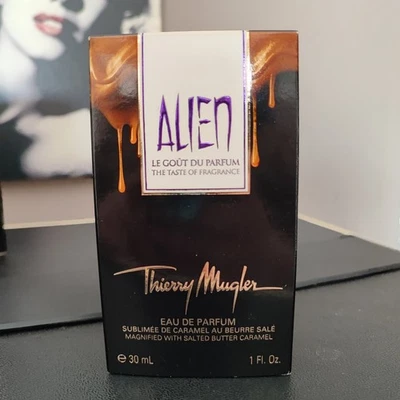 ALIEN
LE GOÛT DU PARFUM
THE TASTE OF FRAGRANCE
Thierry Mugler
EAU DE PARFUM
SUBLIMÉE DE CARAMEL AU BEURRE SALÉ
MAGNIFIED WITH SALTED BUTTER CARAMEL
℮ 30 mL 1 Fl. Oz.